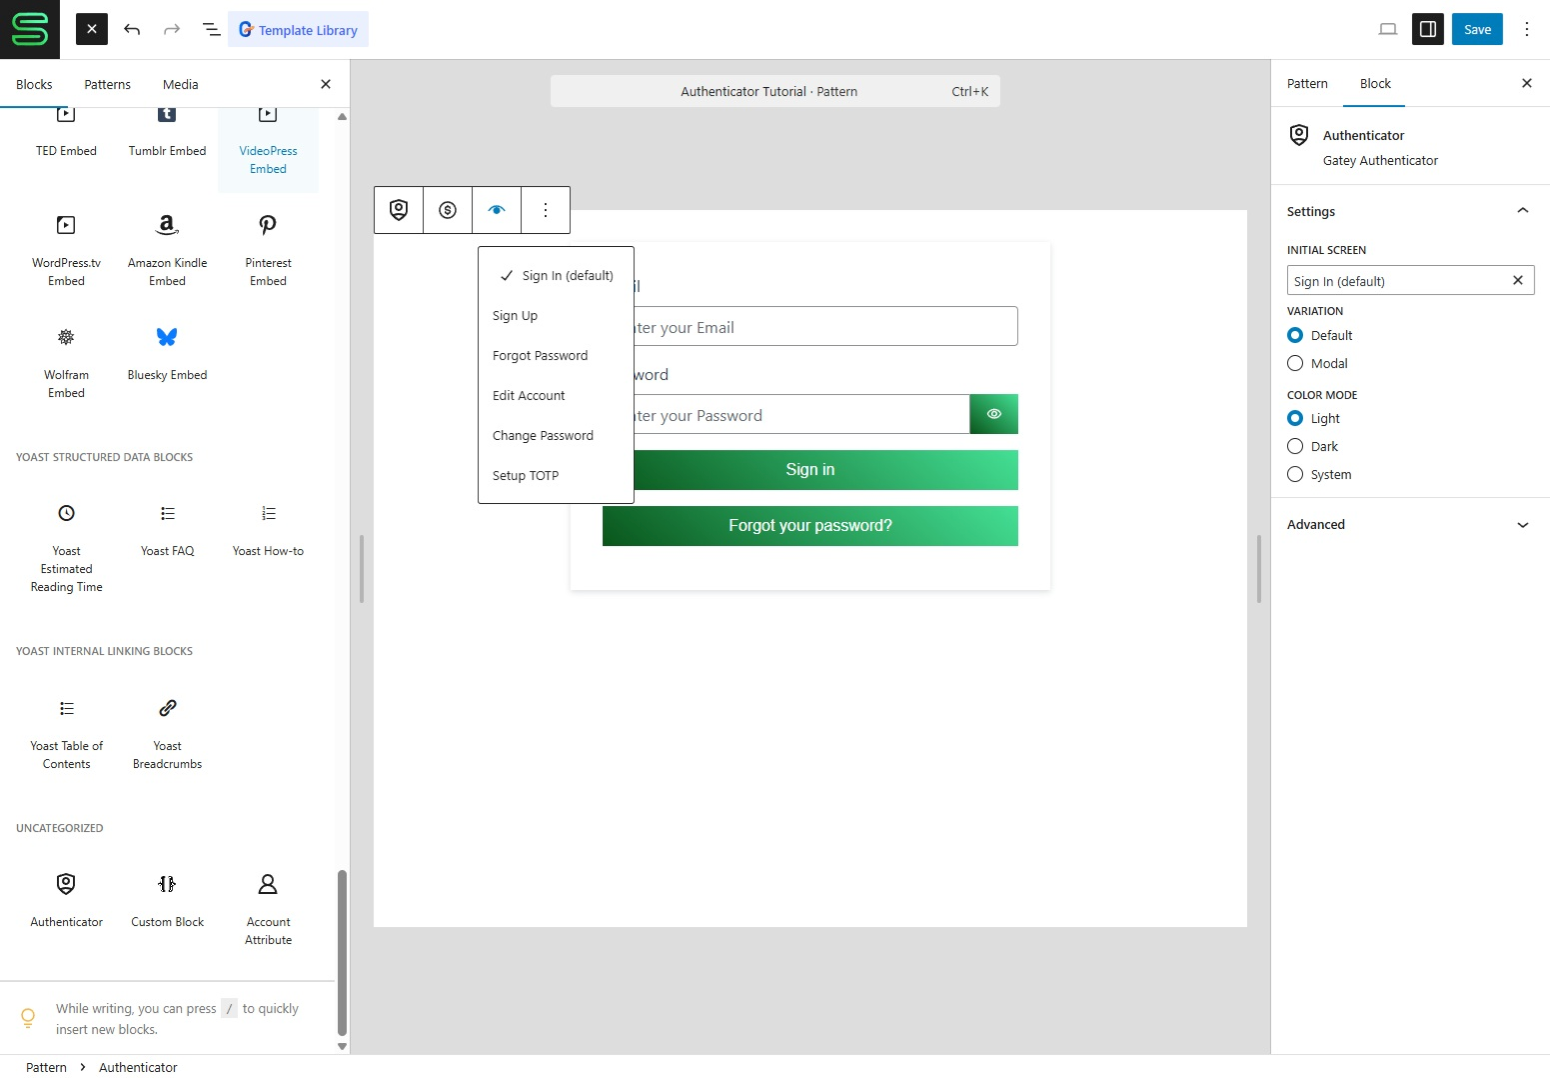 Template Library
Save
Blocks
Patterns
Media
TED Embed
Tumblr Embed
VideoPress
Embed
WordPress.tv
Embed
Amazon Kindle
Embed
Pinterest
Embed
Wolfram
Embed
Bluesky Embed
YOAST STRUCTURED DATA BLOCKS
Yoast
Estimated
Reading Time
Yoast FAQ
Yoast How-to
YOAST INTERNAL LINKING BLOCKS
Yoast Table of
Contents
Yoast
Breadcrumbs
UNCATEGORIZED
Authenticator
Custom Block
Account
Attribute
While writing, you can press / to quickly
insert new blocks.
Authenticator Tutorial · Pattern
Ctrl+K
Sign In (default)
Sign Up
Forgot Password
Edit Account
Change Password
Setup TOTP
il
ter your Email
word
ter your Password
Sign in
Forgot your password?
Pattern
Block
Authenticator
Gatey Authenticator
Settings
INITIAL SCREEN
Sign In (default)
VARIATION
Default
Modal
COLOR MODE
Light
Dark
System
Advanced
Pattern > Authenticator